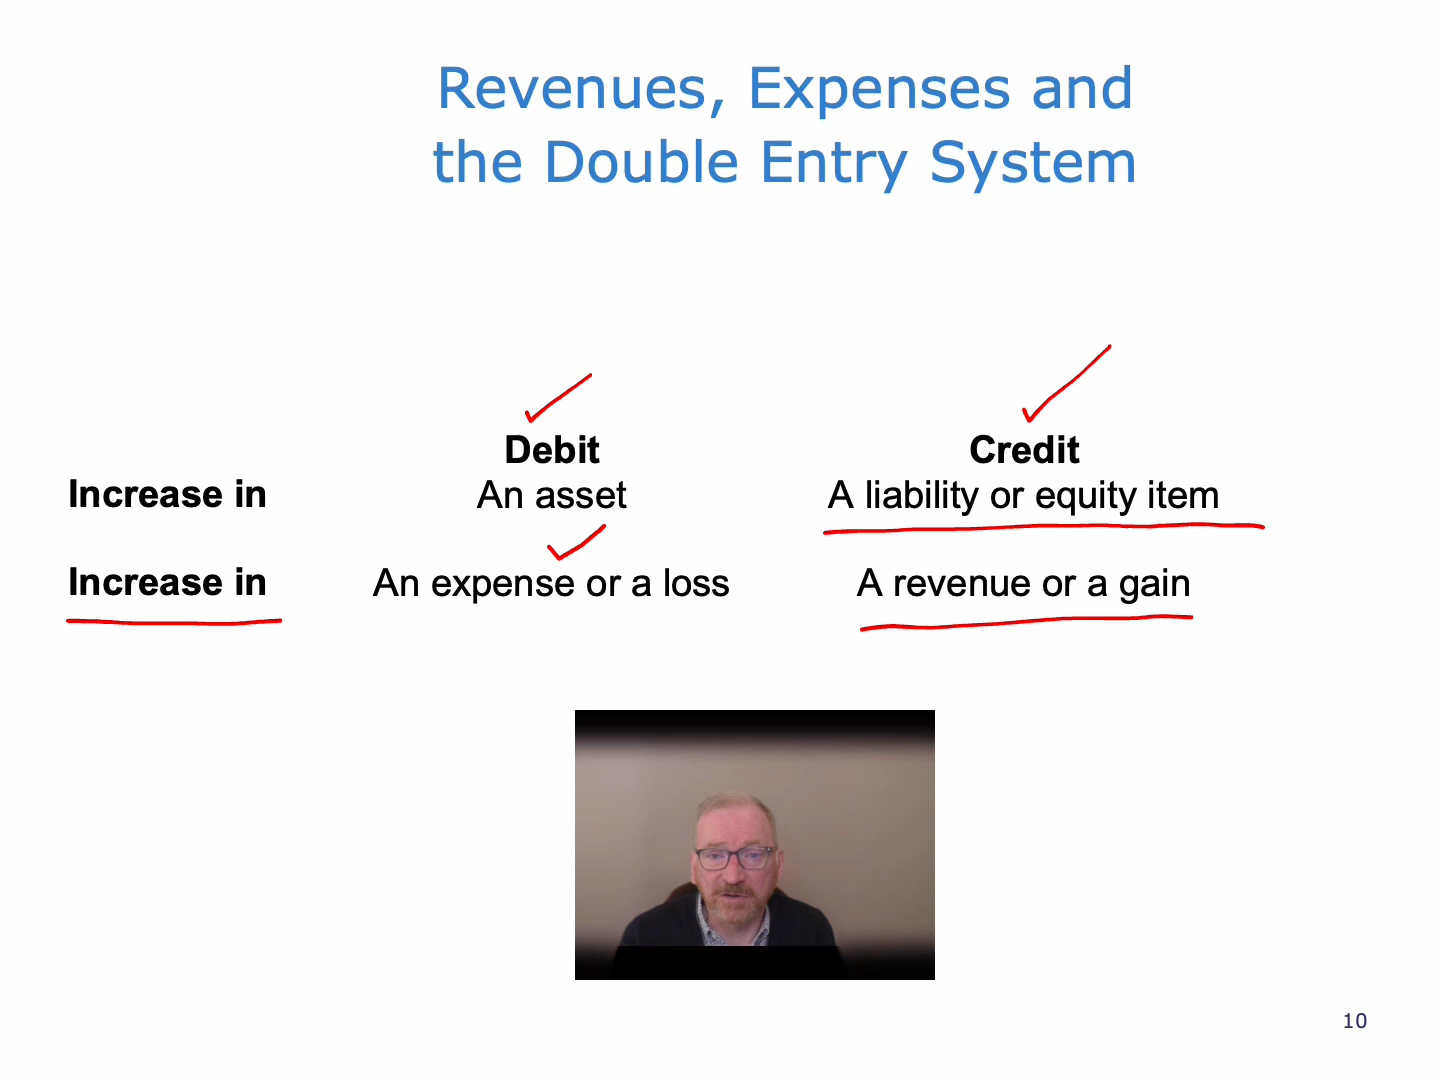 Revenues, Expenses and
the Double Entry System
Debit Credit
Increase in An asset A liability or equity item
Increase in An expense or a loss A revenue or a gain
10